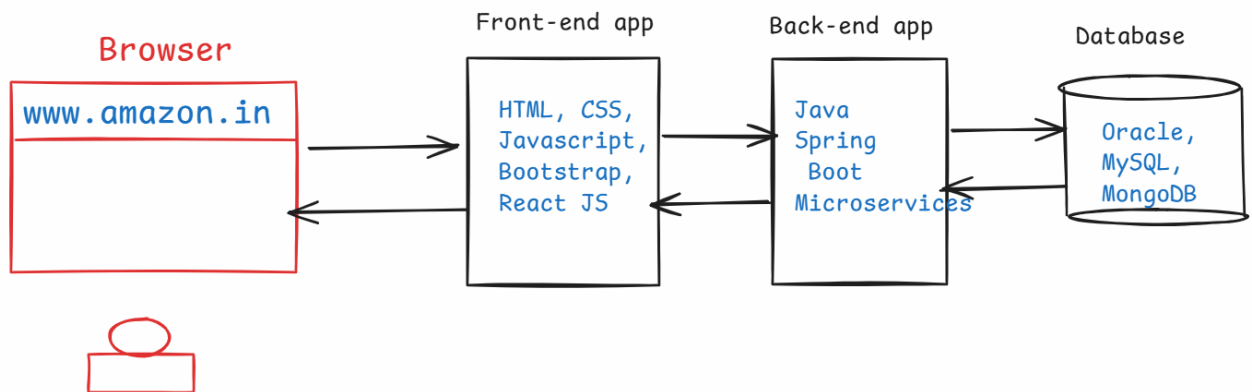 Browser
www.amazon.in
Front-end app
HTML, CSS,
Javascript,
Bootstrap,
React JS
Back-end app
Java
Spring
Boot
Microservices
Database
Oracle,
MySQL,
MongoDB